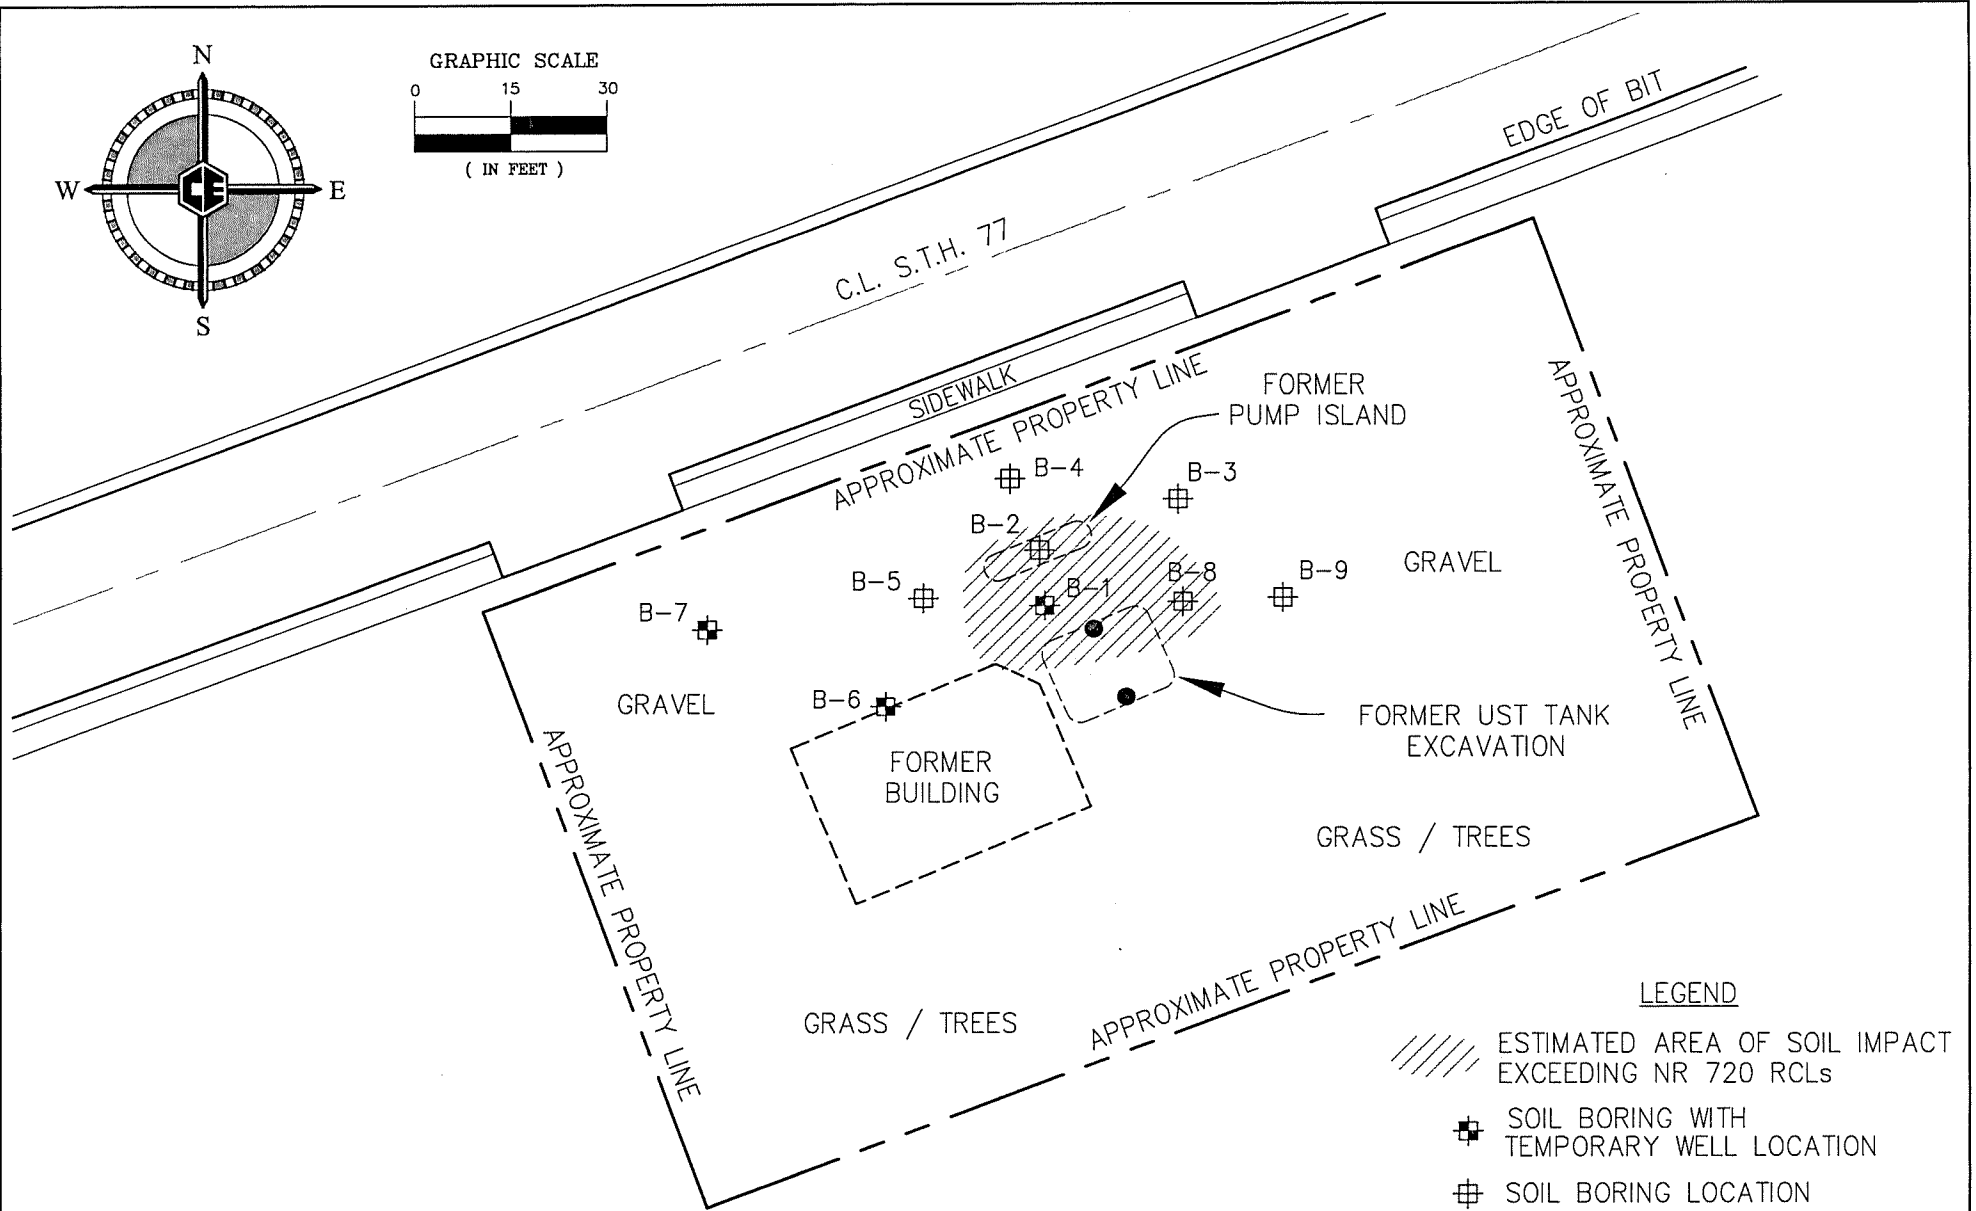 N
W
E
S
GRAPHIC SCALE
0 15 30
( IN FEET )
EDGE OF BIT
C.L. S.T.H. 77
SIDEWALK
APPROXIMATE PROPERTY LINE
FORMER
PUMP ISLAND
B-4
B-3
B-2
B-5
B-1
B-8
B-9
GRAVEL
APPROXIMATE PROPERTY LINE
B-7
GRAVEL
B-6
FORMER
BUILDING
FORMER UST TANK
EXCAVATION
APPROXIMATE PROPERTY LINE
GRASS / TREES
APPROXIMATE PROPERTY LINE
GRASS / TREES
LEGEND
ESTIMATED AREA OF SOIL IMPACT
EXCEEDING NR 720 RCLs
SOIL BORING WITH
TEMPORARY WELL LOCATION
SOIL BORING LOCATION